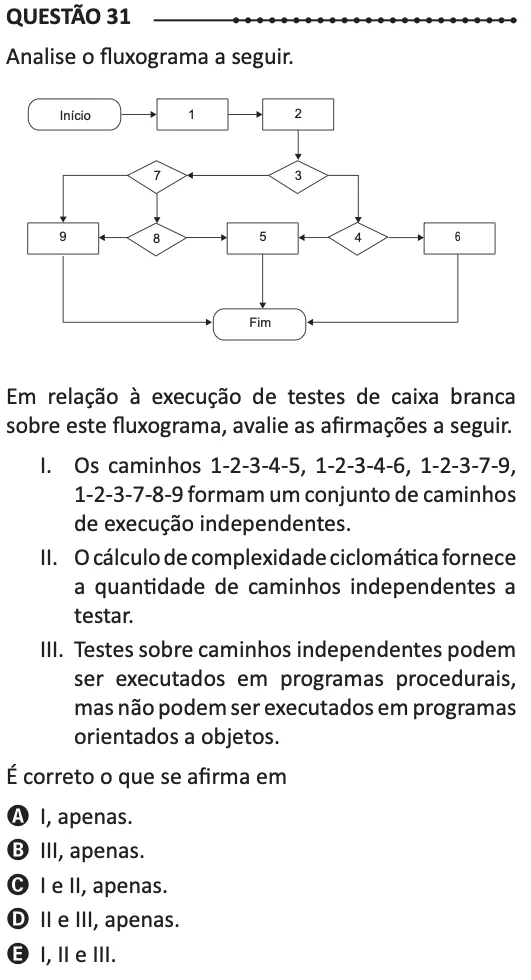 QUESTÃO 31
Analise o fluxograma a seguir.
Início
1
2
7
3
9
8
5
4
6
Fim
Em relação à execução de testes de caixa branca
sobre este fluxograma, avalie as afirmações a seguir.
I. Os caminhos 1-2-3-4-5, 1-2-3-4-6, 1-2-3-7-9,
1-2-3-7-8-9 formam um conjunto de caminhos
de execução independentes.
II. O cálculo de complexidade ciclomática fornece
a quantidade de caminhos independentes a
testar.
III. Testes sobre caminhos independentes podem
ser executados em programas procedurais,
mas não podem ser executados em programas
orientados a objetos.
É correto o que se afirma em
A I, apenas.
B III, apenas.
C I e II, apenas.
D II e III, apenas.
E I, II e III.